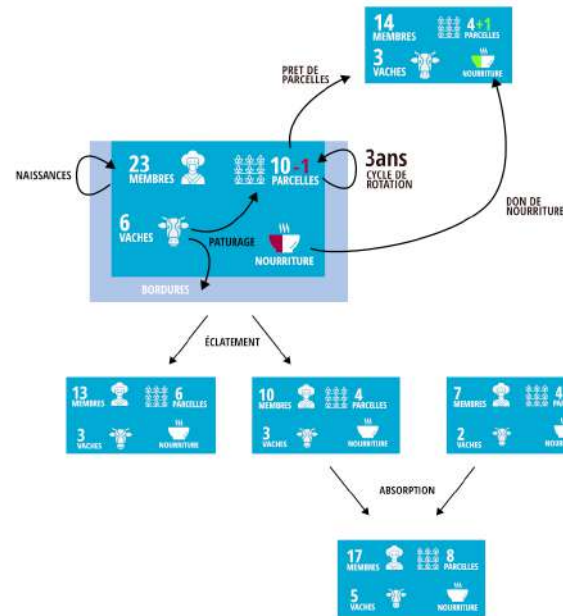 14
MEMBRES
4+1
PARCELLES
3
VACHES
NOURRITURE
PRET DE
PARCELLES
NAISSANCES
23
MEMBRES
10 -1
PARCELLES
3ans
CYCLE DE
ROTATION
DON DE
NOURRITURE
6
VACHES
PATURAGE
NOURRITURE
BORDURES
ÉCLATEMENT
13
MEMBRES
6
PARCELLES
3
VACHES
NOURRITURE
10
MEMBRES
4
PARCELLES
3
VACHES
NOURRITURE
7
MEMBRES
4
2
VACHES
ABSORPTION
17
MEMBRES
8
PARCELLES
5
VACHES
NOURRITURE